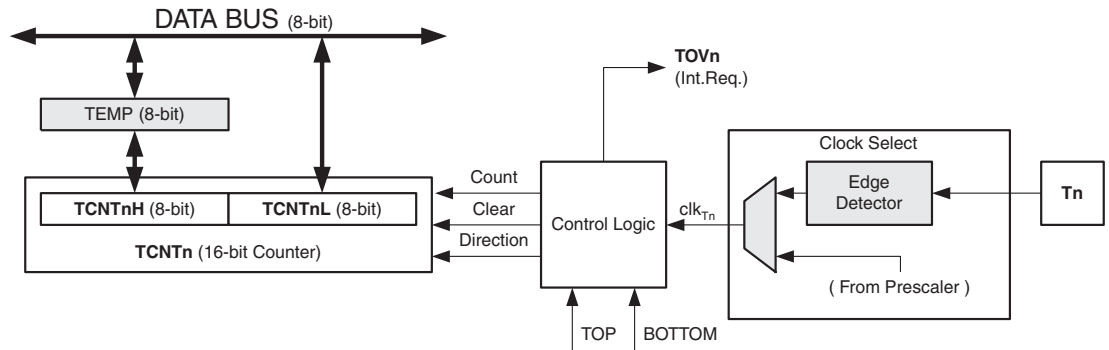 DATA BUS (8-bit)
TOVn
(Int.Req.)
TEMP (8-bit)
Clock Select
TCNTnH (8-bit) TCNTnL (8-bit)
TCNTn (16-bit Counter)
Count
Clear
Direction
Control Logic
clkTn
Edge
Detector
Tn
( From Prescaler )
TOP BOTTOM